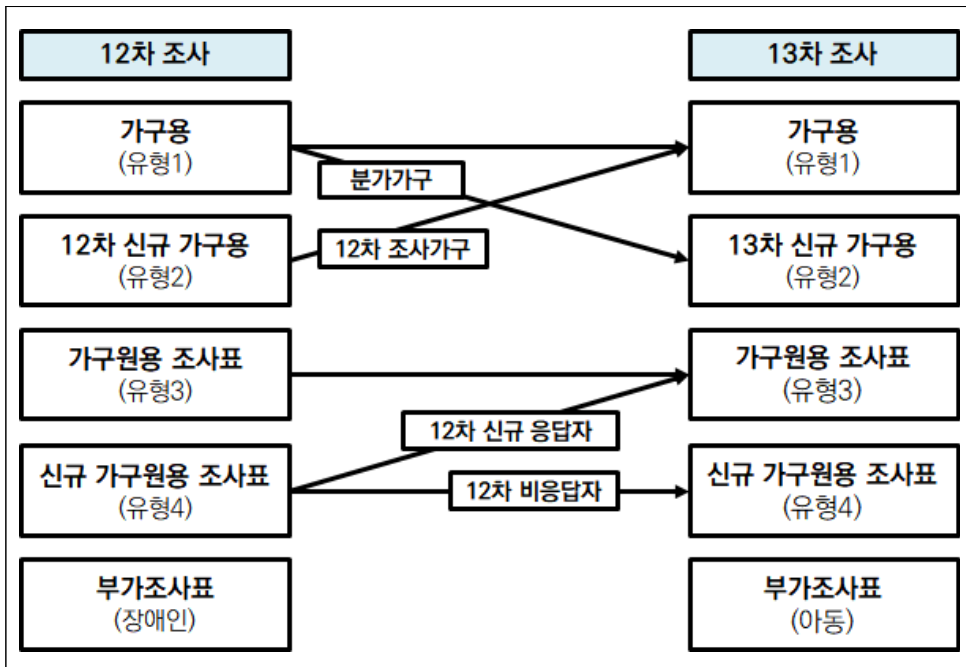 12차 조사
13차 조사
가구용
(유형1)
가구용
(유형1)
분가가구
12차 신규 가구용
(유형2)
12차 조사가구
13차 신규 가구용
(유형2)
가구원용 조사표
(유형3)
가구원용 조사표
(유형3)
12차 신규 응답자
신규 가구원용 조사표
(유형4)
12차 비응답자
신규 가구원용 조사표
(유형4)
부가조사표
(장애인)
부가조사표
(아동)